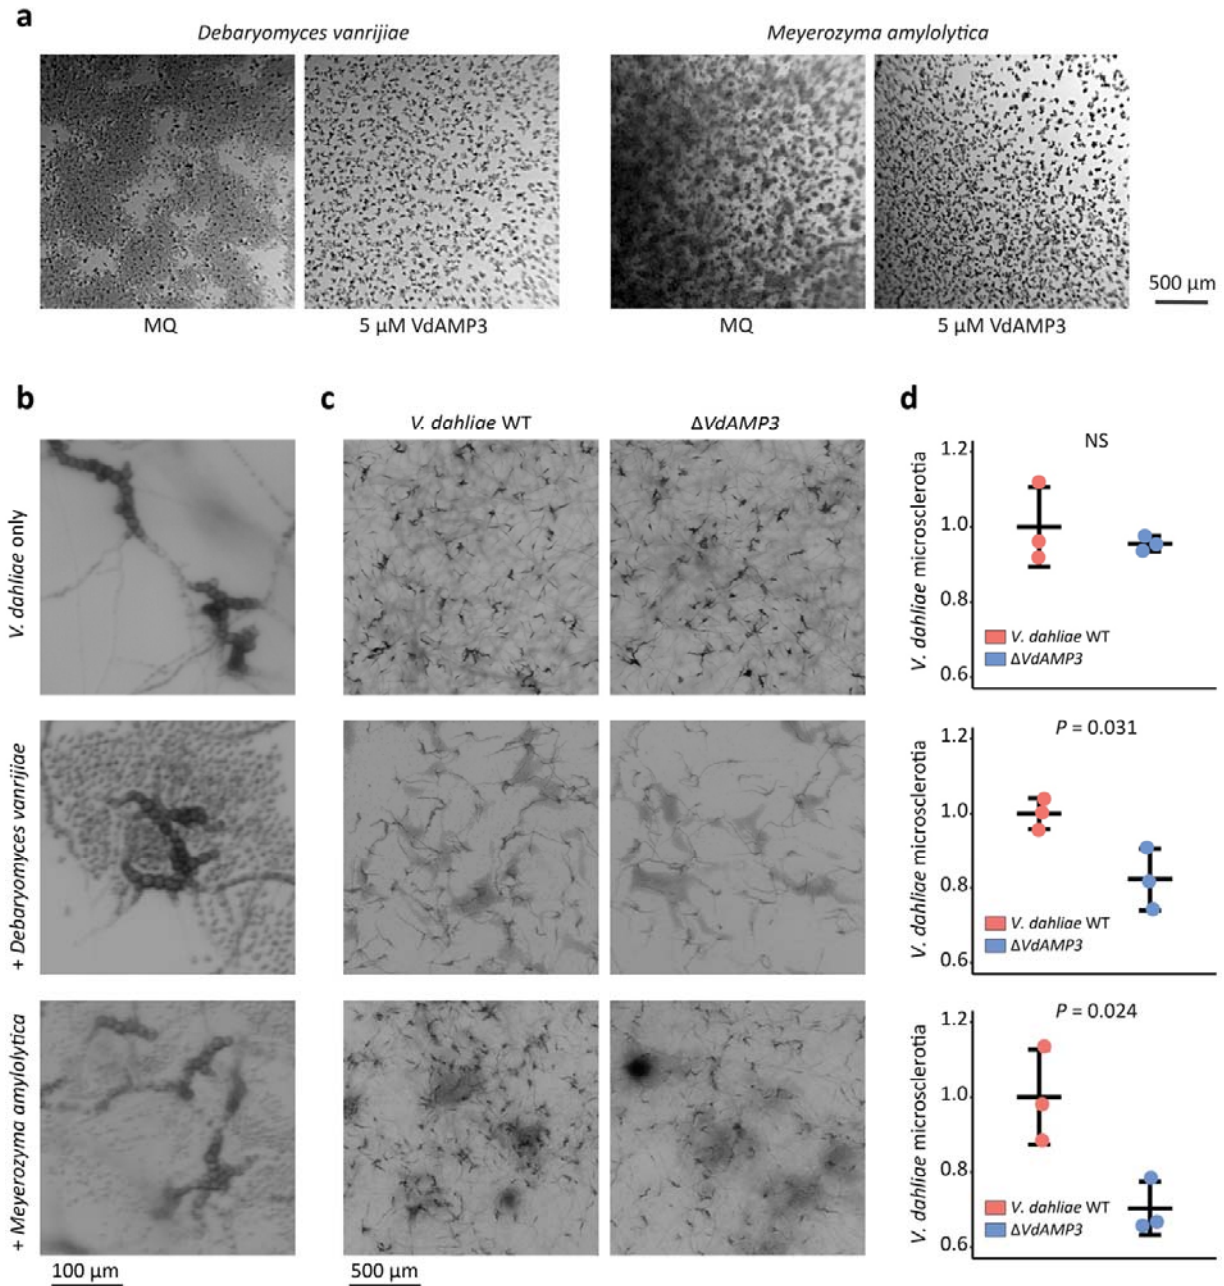 a
Debaryomyces vanrijiae
Meyerozyma amylolytica
MQ
5 µM VdAMP3
MQ
5 µM VdAMP3
500 µm
b
c
d
V. dahliae WT
ΔVdAMP3
V. dahliae only
+ Debaryomyces vanrijiae
+ Meyerozyma amylolytica
100 µm
500 µm
NS
1.2
1.0
0.8
0.6
V. dahliae microsclerotia
V. dahliae WT
ΔVdAMP3
P = 0.031
1.2
1.0
0.8
0.6
V. dahliae microsclerotia
V. dahliae WT
ΔVdAMP3
P = 0.024
1.2
1.0
0.8
0.6
V. dahliae microsclerotia
V. dahliae WT
ΔVdAMP3